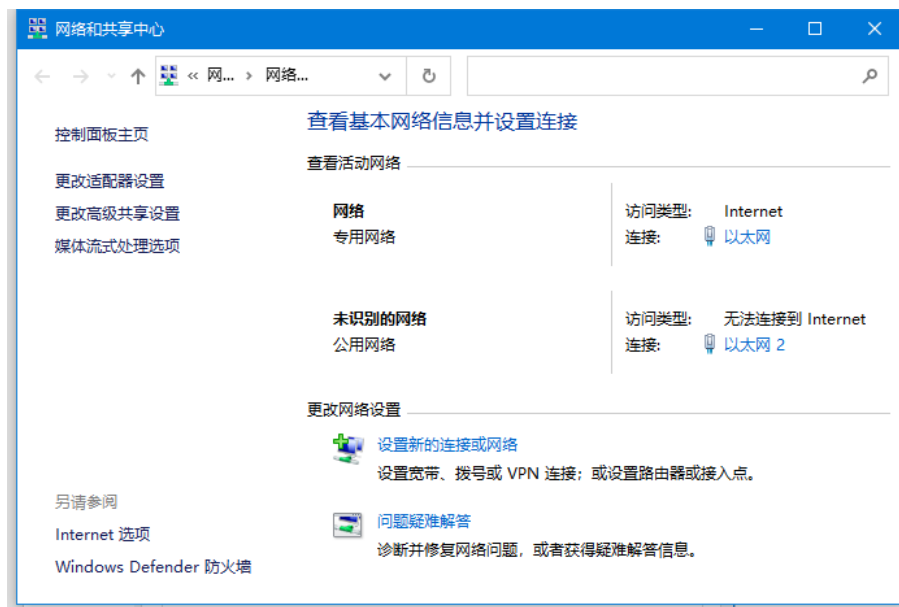 网络和共享中心
« 网... › 网络...
控制面板主页
更改适配器设置
更改高级共享设置
媒体流式处理选项
另请参阅
Internet 选项
Windows Defender 防火墙
查看基本网络信息并设置连接
查看活动网络
网络
专用网络
访问类型: Internet
连接: 以太网
未识别的网络
公用网络
访问类型: 无法连接到 Internet
连接: 以太网 2
更改网络设置
设置新的连接或网络
设置宽带、拨号或 VPN 连接；或设置路由器或接入点。
问题疑难解答
诊断并修复网络问题，或者获得疑难解答信息。